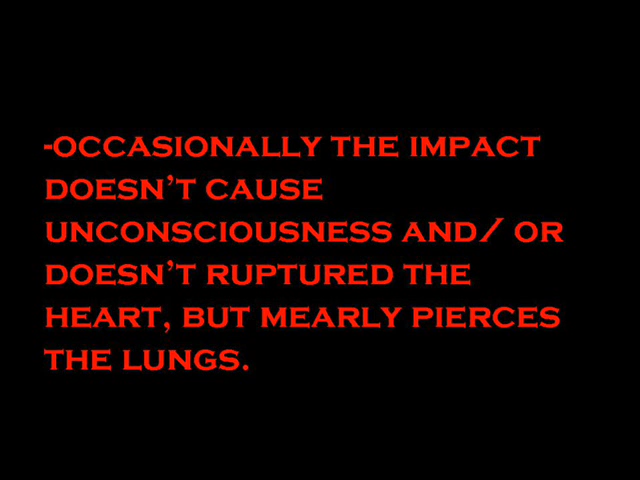 -OCCASIONALLY THE IMPACT
DOESN'T CAUSE
UNCONSCIOUSNESS AND/ OR
DOESN'T RUPTURED THE
HEART, BUT MEARLY PIERCES
THE LUNGS.